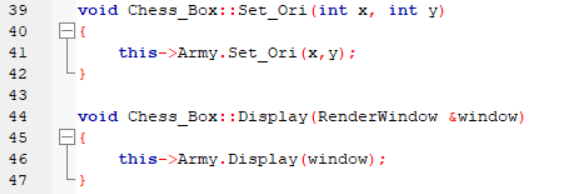 39 void Chess_Box::Set_Ori(int x, int y)
40 {
41 this->Army.Set_Ori(x,y);
42 }
43
44 void Chess_Box::Display(RenderWindow &window)
45 {
46 this->Army.Display(window);
47 }